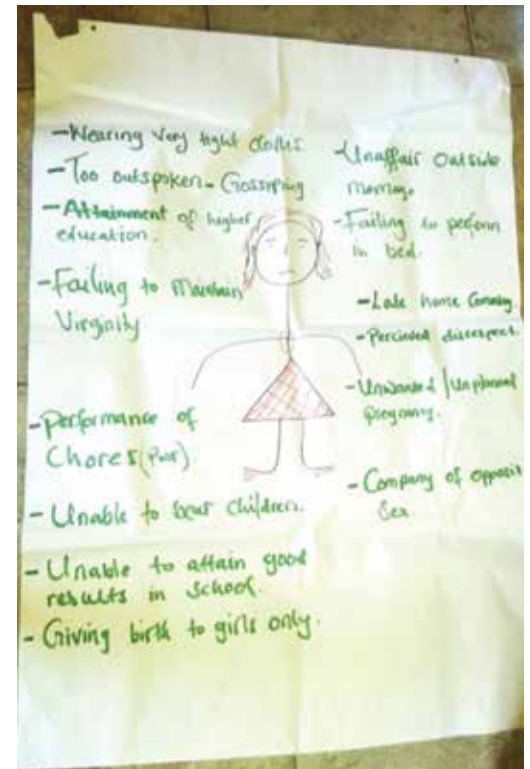 -Wearing very tight cloths
-Too outspoken - Gossiping
-Attainment of higher
education.
-Failing to Maintain
Virginity
-Performance of
Chores (Poor)
-Unable to bear children.
-Unable to attain good
results in School.
-Giving birth to girls only.
-Unaffair Outside
marriage
-Failing to perform
in bed.
-Late home Coming
-Percieved disrespect.
-Unwanted/Unplanned
pregnancy.
-Company of opposit
Sex